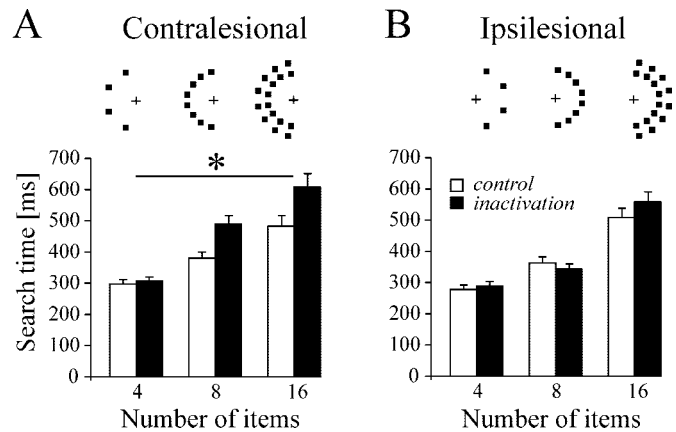 A Contralesional
B Ipsilesional
*
Search time [ms]
700
600
500
400
300
200
100
0
4 8 16
Number of items
700
600
500
400
300
200
100
0
control
inactivation
4 8 16
Number of items